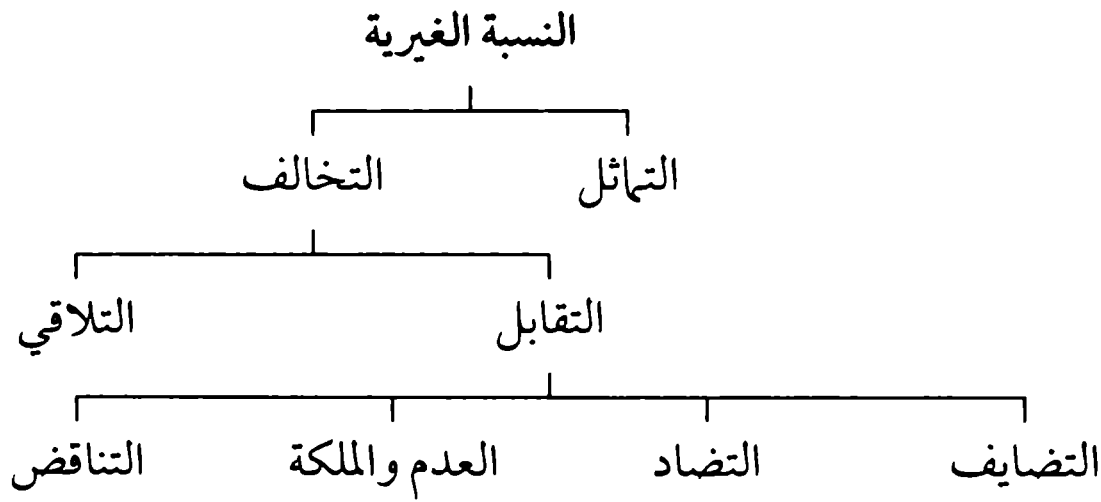 النسبة الغيرية
التماثل التخالف
التقابل التلاقي
التضايف التضاد العدم والملكة التناقض